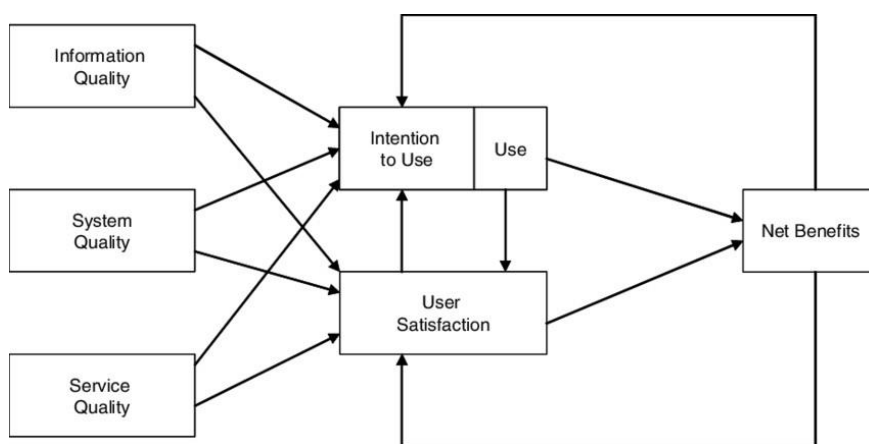 Information
Quality
Intention
to Use
Use
System
Quality
Net Benefits
User
Satisfaction
Service
Quality